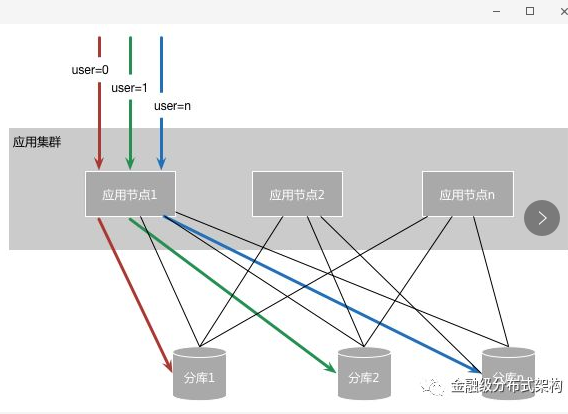 user=0
user=1
user=n
应用集群
应用节点1
应用节点2
应用节点n
分库1
分库2
分库n
金融级分布式架构